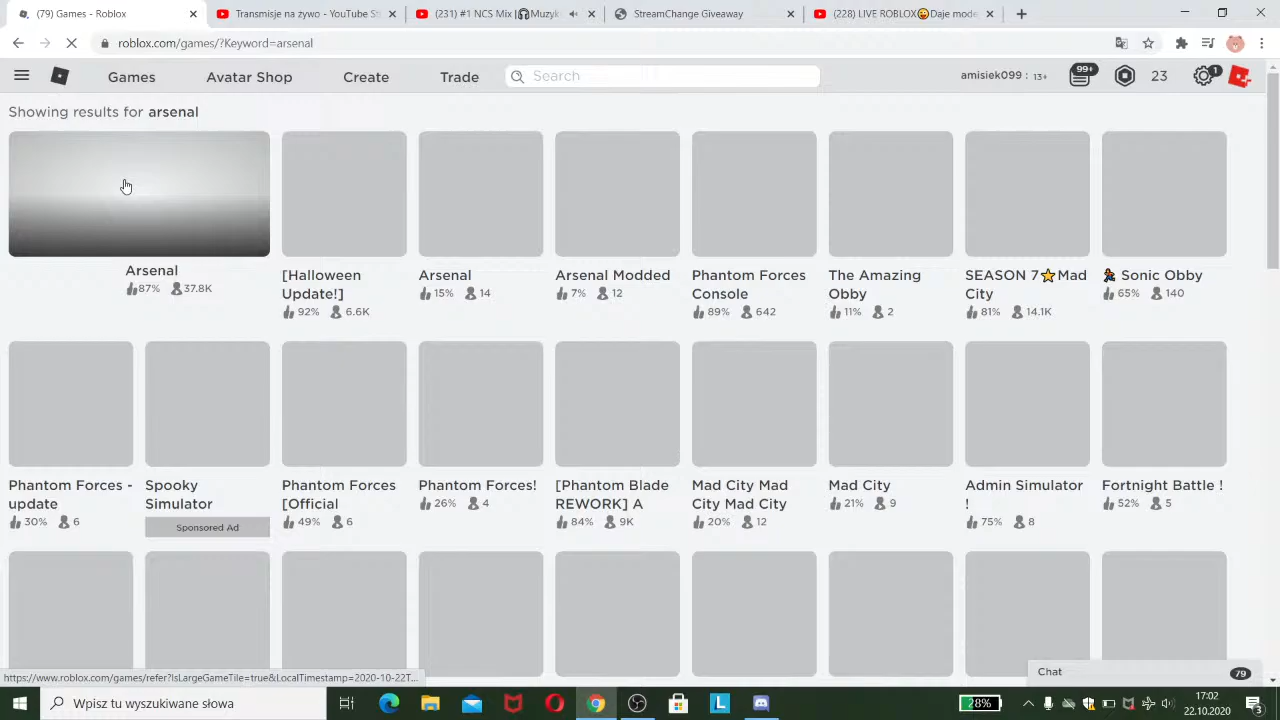 (79) Games - Roblox
Transmisje na żywo - YouTube St
(231) #1 NCS Mix | 🎧Muzyk
StreamChange Giveaway
(228) LIVE ROBLOX😀Daje mode
roblox.com/games/?Keyword=arsenal
Games
Avatar Shop
Create
Trade
Search
amisiek099 : 13+
99+
23
1
Showing results for arsenal
Arsenal
87% 37.8K
[Halloween
Update!]
92% 6.6K
Arsenal
15% 14
Arsenal Modded
7% 12
Phantom Forces
Console
89% 642
The Amazing
Obby
11% 2
SEASON 7⭐Mad
City
81% 14.1K
🏃 Sonic Obby
65% 140
Phantom Forces -
update
30% 6
Spooky
Simulator
Sponsored Ad
Phantom Forces
[Official
49% 6
Phantom Forces!
26% 4
[Phantom Blade
REWORK] A
84% 9K
Mad City Mad
City Mad City
20% 12
Mad City
21% 9
Admin Simulator
!
75% 8
Fortnight Battle !
52% 5
https://www.roblox.com/games/refer?IsLargeGameTile=true&LocalTimestamp=2020-10-22T...
Chat
79
Wpisz tu wyszukiwane słowa
L
28%
17:02
22.10.2020
3